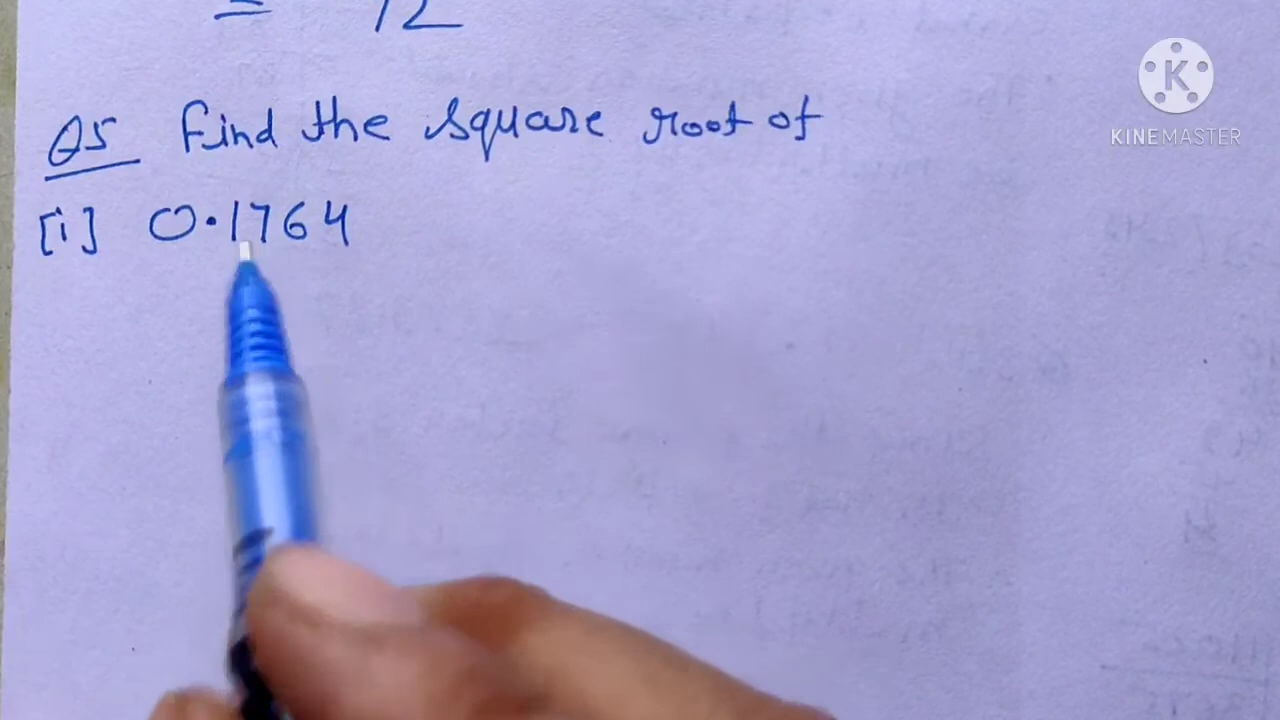 = 12
Q5 Find the square root of
[i] 0.1764
K
KINEMASTER